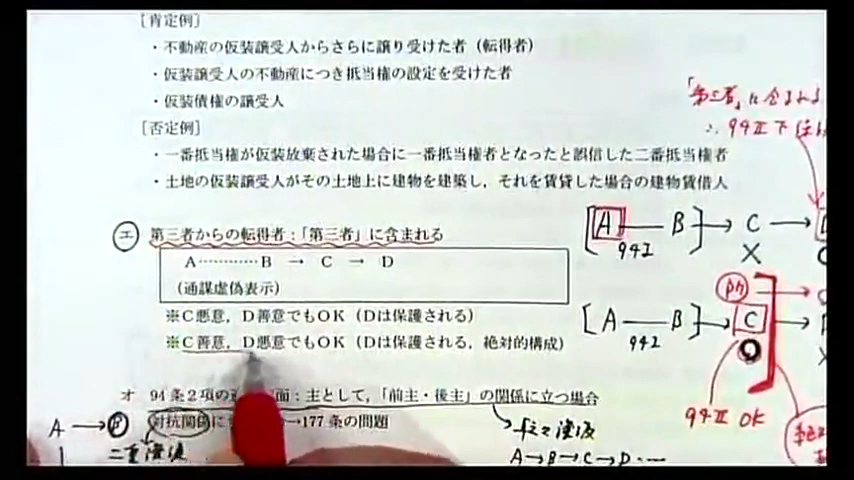 ［肯定例］
・不動産の仮装譲受人からさらに譲り受けた者（転得者）
・仮装譲受人の不動産につき抵当権の設定を受けた者
・仮装債権の譲受人
［否定例］
・一番抵当権が仮装放棄された場合に一番抵当権者となったと誤信した二番抵当権者
・土地の仮装譲受人がその土地上に建物を建築し，それを賃貸した場合の建物賃借人
エ 第三者からの転得者：「第三者」に含まれる
A…………B → C → D
（通謀虚偽表示）
※C悪意，D善意でもOK（Dは保護される）
※C善意，D悪意でもOK（Dは保護される，絶対的構成）
オ 94条2項の 面：主として，「前主・後主」の関係に立つ場合
対抗関係に →177条の問題
「第三者」に含まれる
∴94Ⅱで
[A—B]→C→
94Ⅰ
×
[A—B]→C→
942
94Ⅱ OK
A→B
二重譲渡
A→B→C→D….